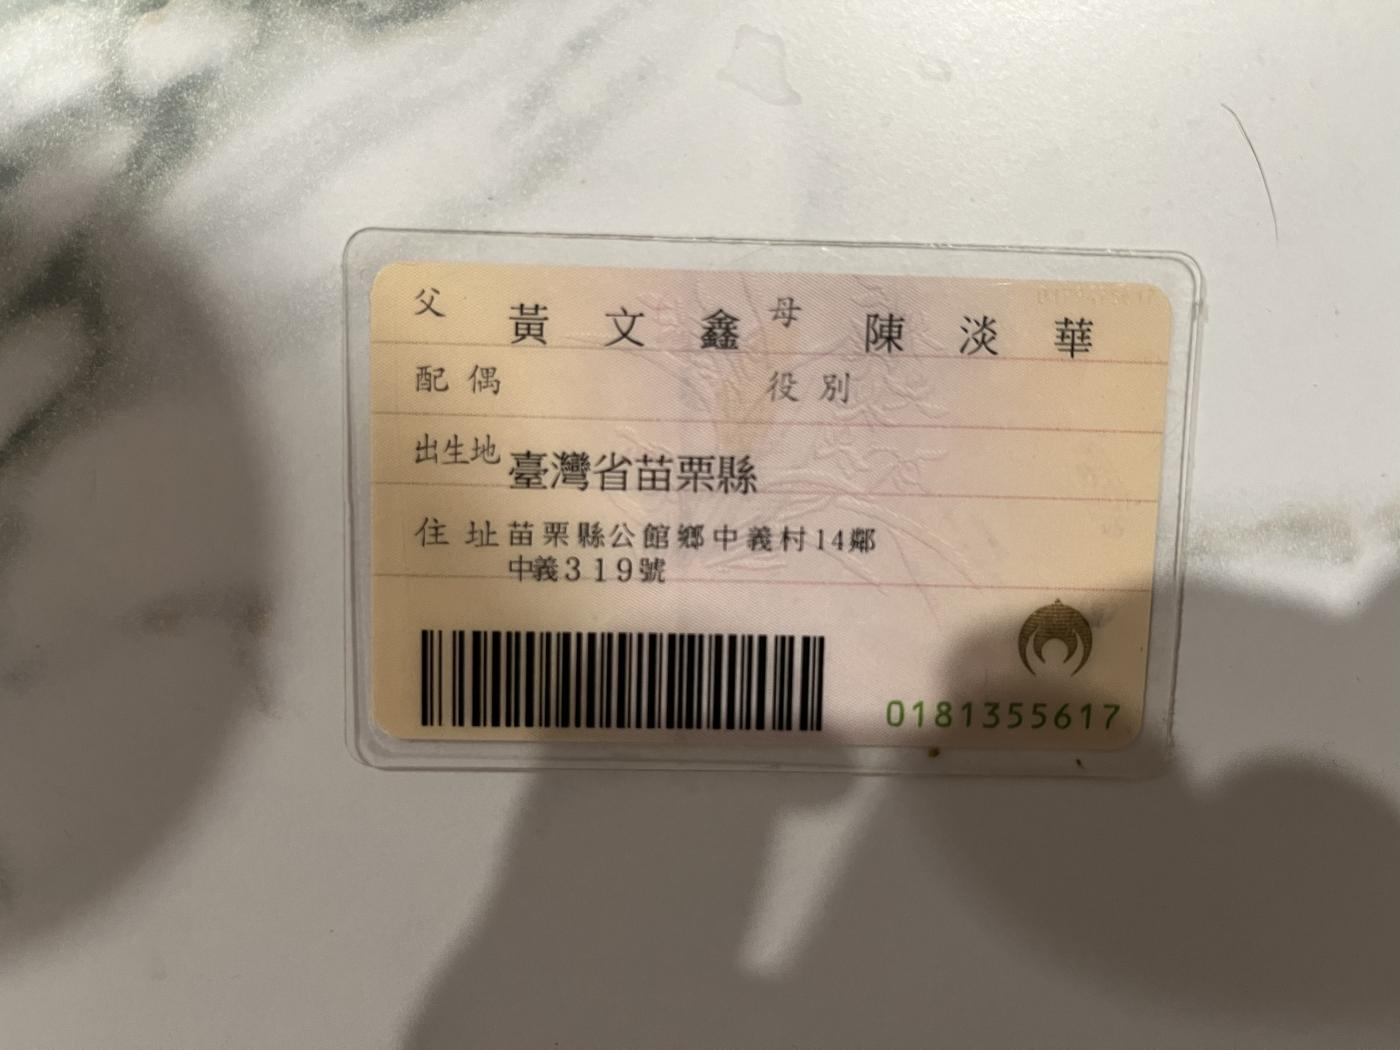 父 黃文鑫 母 陳淡華
配偶 役別
出生地 臺灣省苗栗縣
住址 苗栗縣公館鄉中義村14鄰
中義319號
0181355617